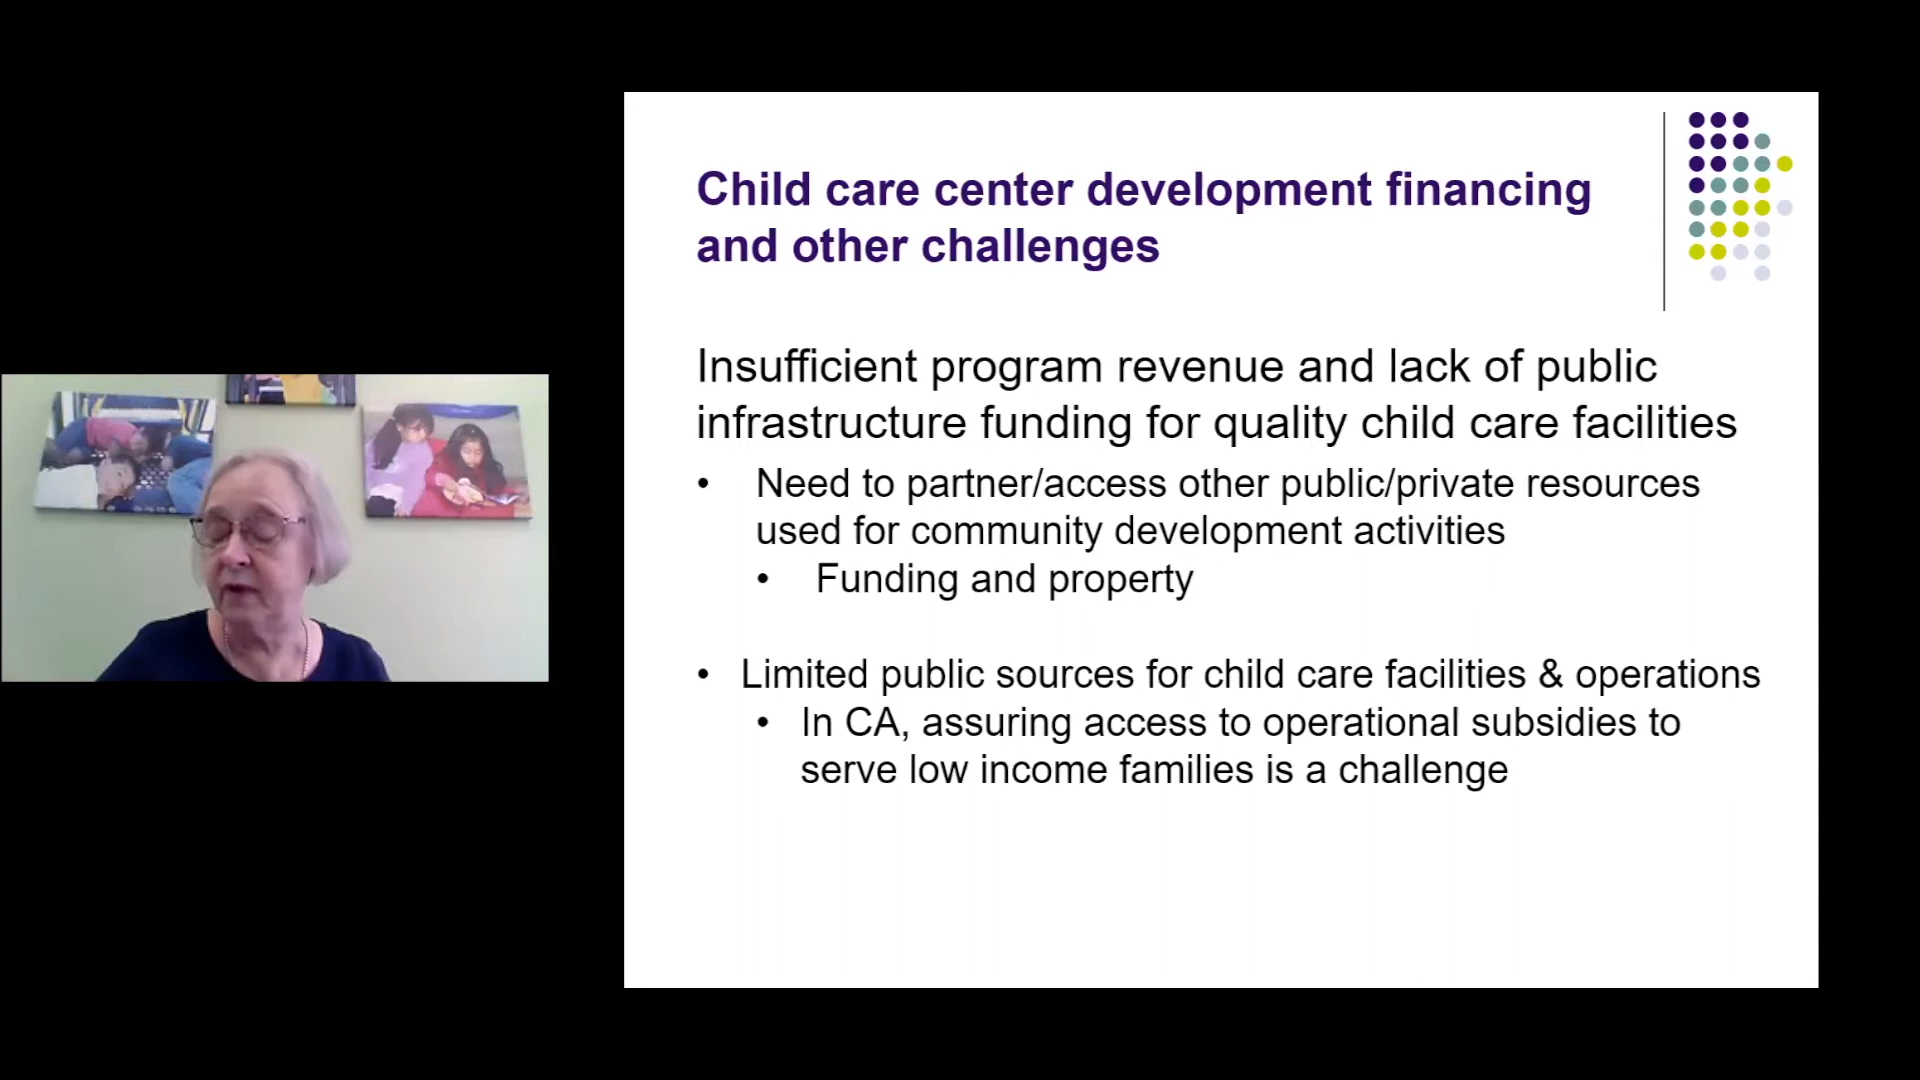 Child care center development financing
and other challenges
Insufficient program revenue and lack of public
infrastructure funding for quality child care facilities
• Need to partner/access other public/private resources
used for community development activities
• Funding and property
• Limited public sources for child care facilities & operations
• In CA, assuring access to operational subsidies to
serve low income families is a challenge